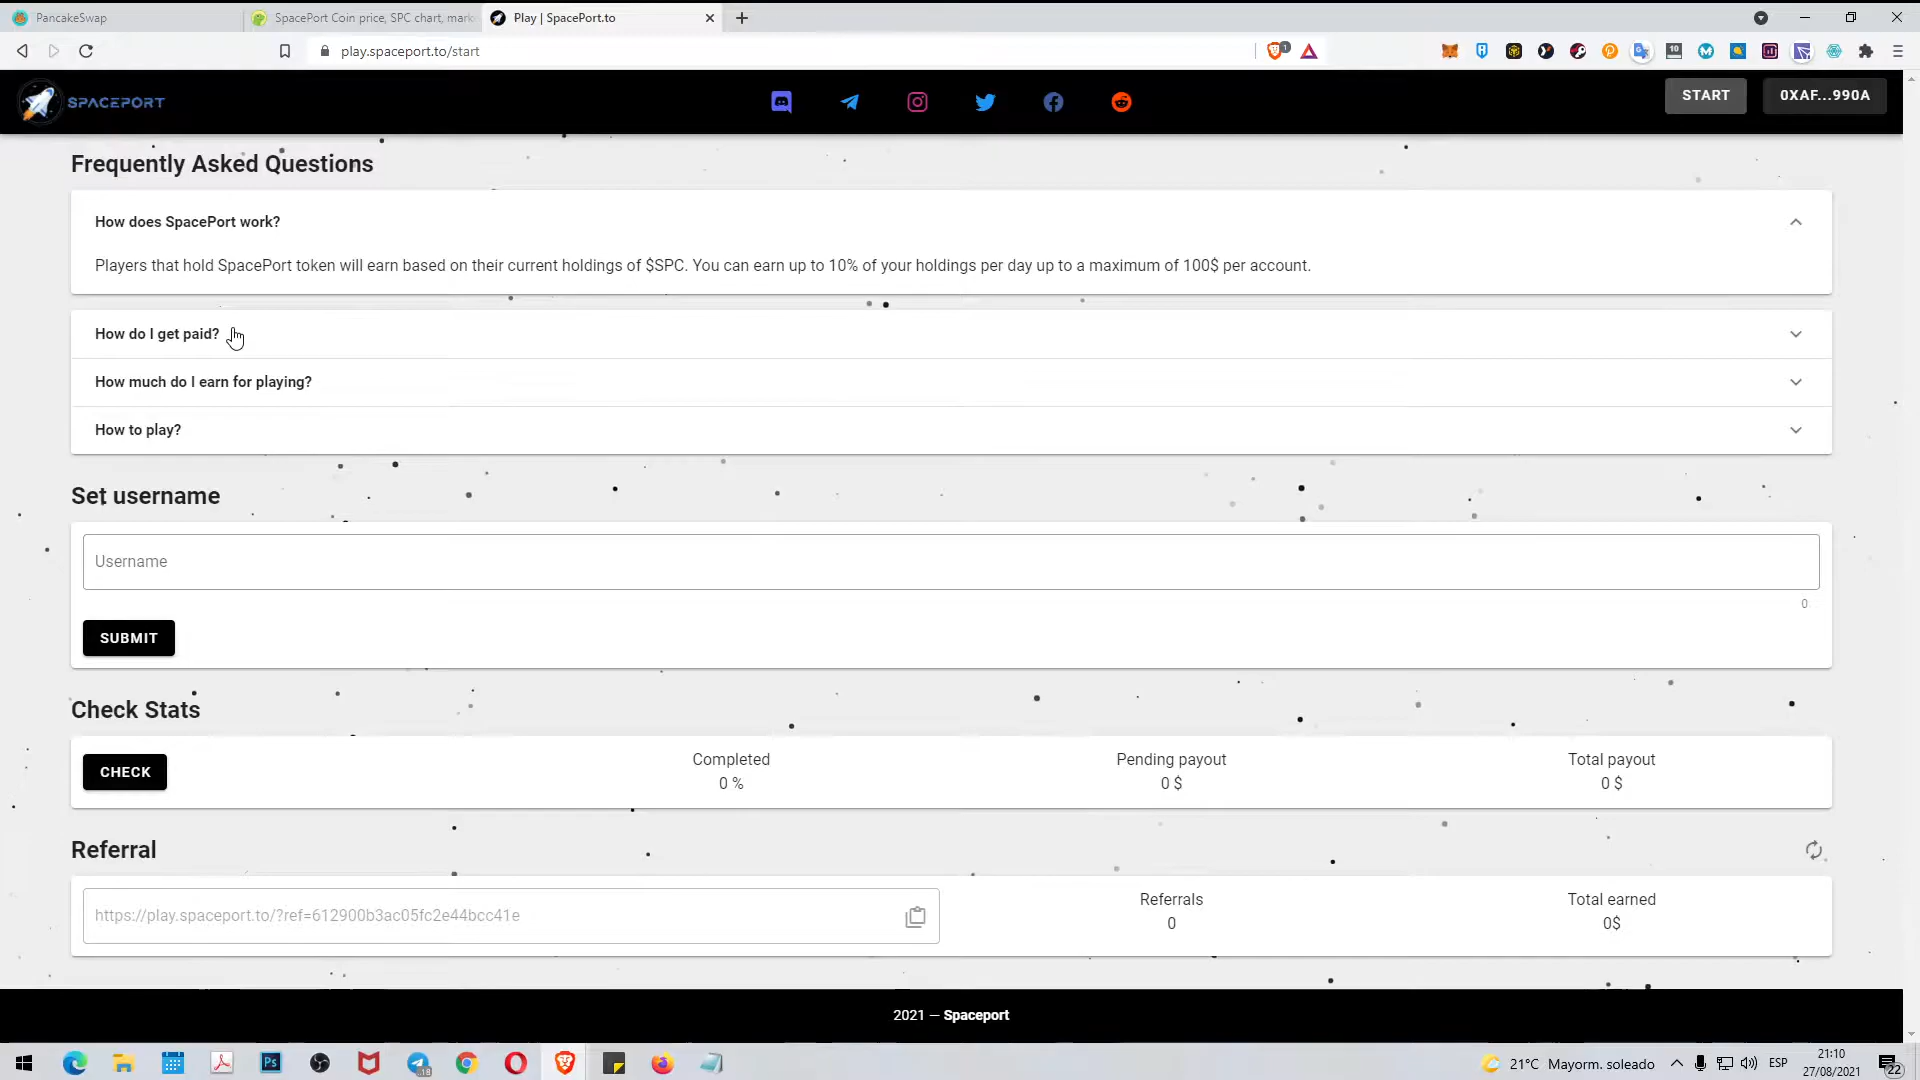 PancakeSwap
SpacePort Coin price, SPC chart, mark
Play | SpacePort.to
play.spaceport.to/start
1
10
SPACEPORT
START
0XAF...990A
Frequently Asked Questions
How does SpacePort work?
Players that hold SpacePort token will earn based on their current holdings of $SPC. You can earn up to 10% of your holdings per day up to a maximum of 100$ per account.
How do I get paid?
How much do I earn for playing?
How to play?
Set username
Username
0
SUBMIT
Check Stats
CHECK
Completed
0 %
Pending payout
0 $
Total payout
0 $
Referral
https://play.spaceport.to/?ref=612900b3ac05fc2e44bcc41e
Referrals
0
Total earned
0$
2021 — Spaceport
Ps
18
21°C Mayorm. soleado
ESP
21:10
27/08/2021
22